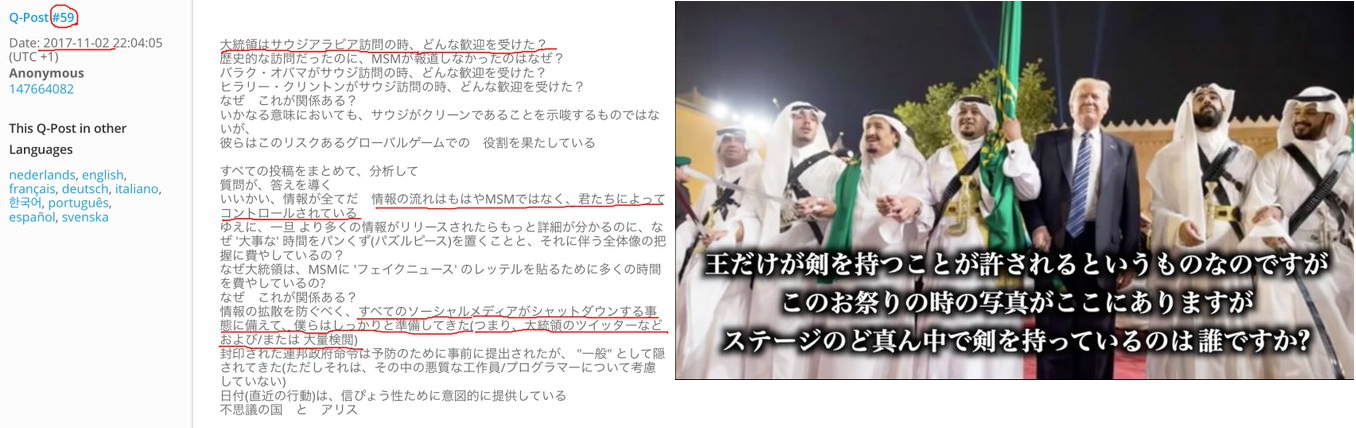 Q-Post #59
Date: 2017-11-02 22:04:05
(UTC +1)
Anonymous
147664082
This Q-Post in other
Languages
nederlands, english,
français, deutsch, italiano,
한국어, português,
español, svenska
大統領はサウジアラビア訪問の時、どんな歓迎を受けた？
歴史的な訪問だったのに、MSMが報道しなかったのはなぜ？
バラク・オバマがサウジ訪問の時、どんな歓迎を受けた？
ヒラリー・クリントンがサウジ訪問の時、どんな歓迎を受けた？
なぜ　これが関係ある？
いかなる意味においても、サウジがクリーンであることを示唆するものではな
いが、
彼らはこのリスクあるグローバルゲームでの　役割を果たしている
すべての投稿をまとめて、分析して
質問が、答えを導く
いいかい、情報が全てだ　情報の流れはもはやMSMではなく、君たちによって
コントロールされている
ゆえに、一旦 より多くの情報がリリースされたらもっと詳細が分かるのに、な
ぜ '大事な' 時間をパンくず(パズルピース)を置くことと、それに伴う全体像の把
握に費やしているの？
なぜ大統領は、MSMに 'フェイクニュース' のレッテルを貼るために多くの時間
を費やしているの?
なぜ　これが関係ある？
情報の拡散を防ぐべく、すべてのソーシャルメディアがシャットダウンする事
態に備えて、僕らはしっかりと準備してきた(つまり、大統領のツイッターなど
および/または 大量検閲)
封印された連邦政府命令は予防のために事前に提出されたが、 "一般" として隠
されてきた(ただしそれは、その中の悪質な工作員/プログラマーについて考慮
していない)
日付(直近の行動)は、信ぴょう性ために意図的に提供している
不思議の国　と　アリス
王だけが剣を持つことが許されるというものなのですが
このお祭りの時の写真がここにありますが
ステージのど真ん中で剣を持っているのは 誰ですか?